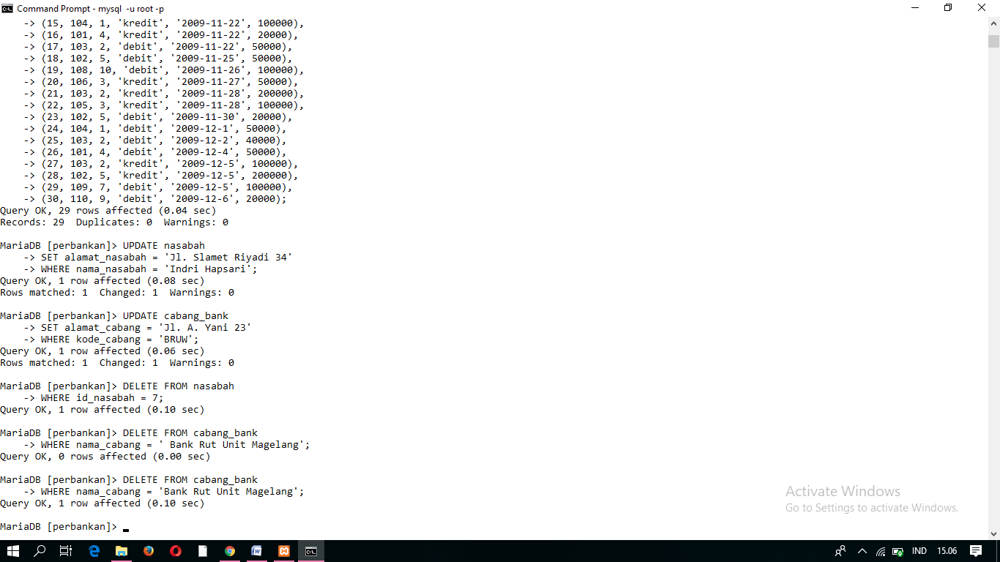 Command Prompt - mysql -u root -p
    -> (15, 104, 1, 'kredit', '2009-11-22', 100000),
    -> (16, 101, 4, 'kredit', '2009-11-22', 20000),
    -> (17, 103, 2, 'debit', '2009-11-22', 50000),
    -> (18, 102, 5, 'debit', '2009-11-25', 50000),
    -> (19, 108, 10, 'debit', '2009-11-26', 100000),
    -> (20, 106, 3, 'kredit', '2009-11-27', 50000),
    -> (21, 103, 2, 'kredit', '2009-11-28', 200000),
    -> (22, 105, 3, 'kredit', '2009-11-28', 100000),
    -> (23, 102, 5, 'debit', '2009-11-30', 20000),
    -> (24, 104, 1, 'debit', '2009-12-1', 50000),
    -> (25, 103, 2, 'debit', '2009-12-2', 40000),
    -> (26, 101, 4, 'debit', '2009-12-4', 50000),
    -> (27, 103, 2, 'kredit', '2009-12-5', 100000),
    -> (28, 102, 5, 'kredit', '2009-12-5', 200000),
    -> (29, 109, 7, 'debit', '2009-12-5', 100000),
    -> (30, 110, 9, 'debit', '2009-12-6', 20000);
Query OK, 29 rows affected (0.04 sec)
Records: 29  Duplicates: 0  Warnings: 0
MariaDB [perbankan]> UPDATE nasabah
    -> SET alamat_nasabah = 'Jl. Slamet Riyadi 34'
    -> WHERE nama_nasabah = 'Indri Hapsari';
Query OK, 1 row affected (0.08 sec)
Rows matched: 1  Changed: 1  Warnings: 0
MariaDB [perbankan]> UPDATE cabang_bank
    -> SET alamat_cabang = 'Jl. A. Yani 23'
    -> WHERE kode_cabang = 'BRUW';
Query OK, 1 row affected (0.06 sec)
Rows matched: 1  Changed: 1  Warnings: 0
MariaDB [perbankan]> DELETE FROM nasabah
    -> WHERE id_nasabah = 7;
Query OK, 1 row affected (0.10 sec)
MariaDB [perbankan]> DELETE FROM cabang_bank
    -> WHERE nama_cabang = ' Bank Rut Unit Magelang';
Query OK, 0 rows affected (0.00 sec)
MariaDB [perbankan]> DELETE FROM cabang_bank
    -> WHERE nama_cabang = 'Bank Rut Unit Magelang';
Query OK, 1 row affected (0.10 sec)
MariaDB [perbankan]> _
Activate Windows
Go to Settings to activate Windows.
IND 15.06